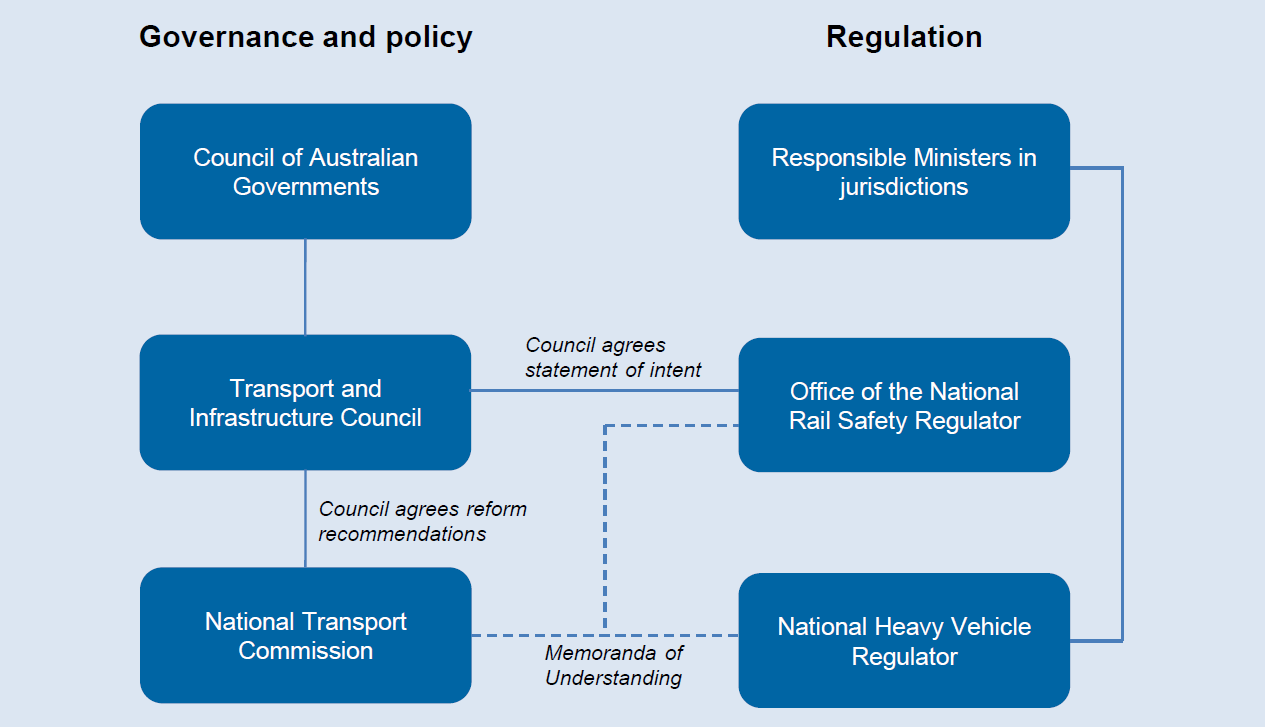 Governance and policy
Regulation
Council of Australian
Governments
Responsible Ministers in
jurisdictions
Council agrees
statement of intent
Transport and
Infrastructure Council
Office of the National
Rail Safety Regulator
Council agrees reform
recommendations
National Transport
Commission
National Heavy Vehicle
Regulator
Memoranda of
Understanding